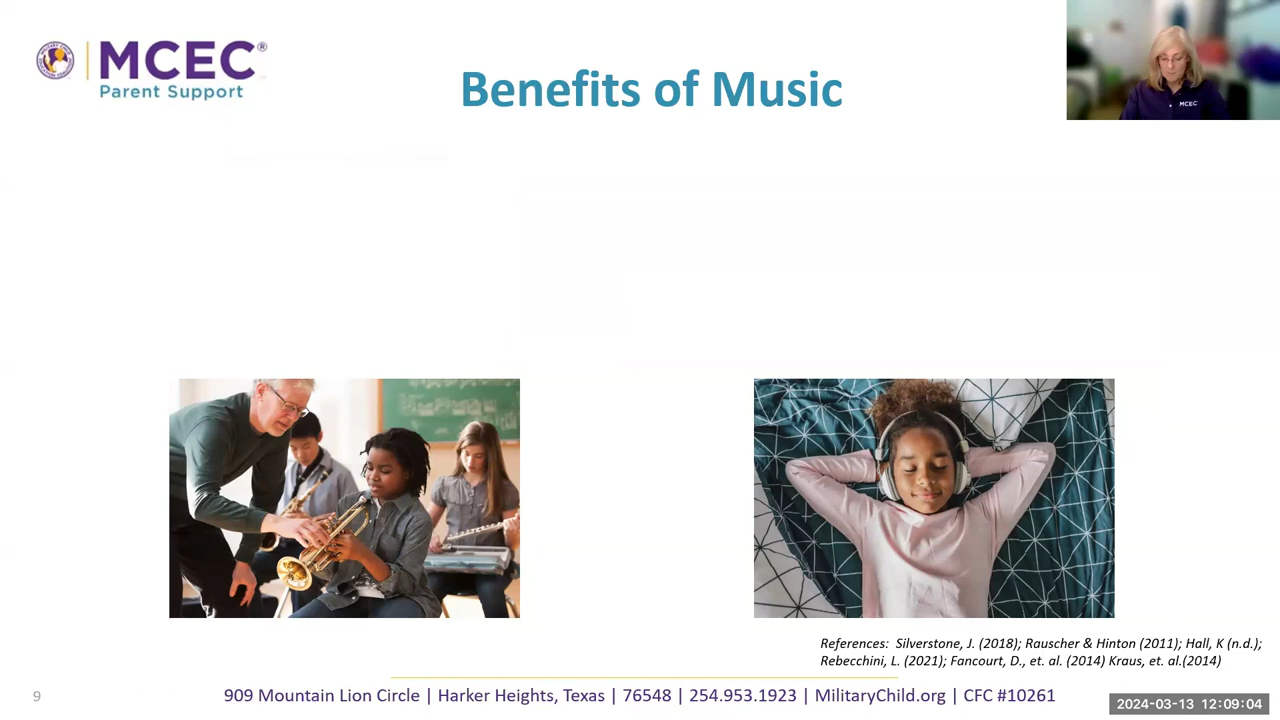 MCEC®
Parent Support
Benefits of Music
MCEC
References: Silverstone, J. (2018); Rauscher & Hinton (2011); Hall, K (n.d.);
Rebecchini, L. (2021); Fancourt, D., et. al. (2014) Kraus, et. al.(2014)
9
909 Mountain Lion Circle | Harker Heights, Texas | 76548 | 254.953.1923 | MilitaryChild.org | CFC #10261
2024-03-13 12:09:04